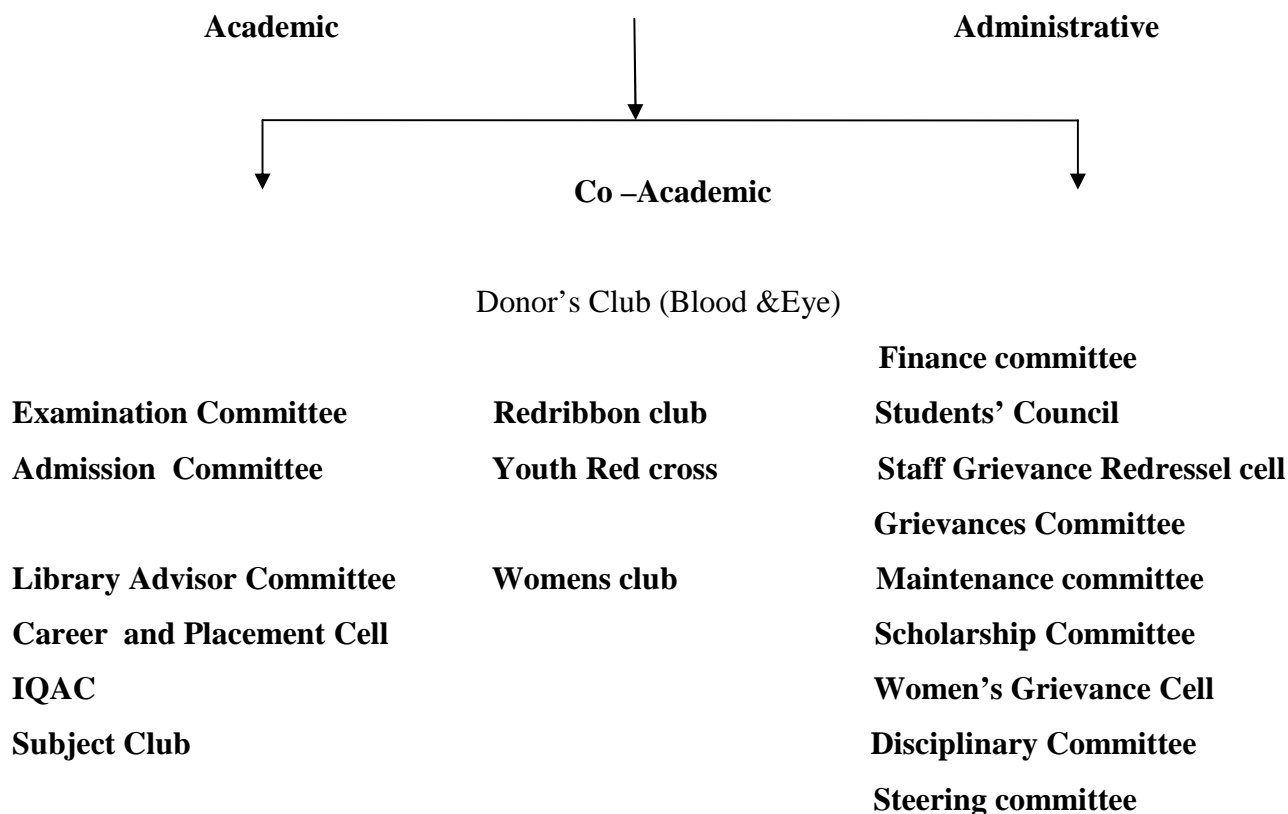 Academic Administrative
Co –Academic
Donor’s Club (Blood &Eye)
Finance committee
Examination Committee Redribbon club Students’ Council
Admission Committee Youth Red cross Staff Grievance Redressel cell
Grievances Committee
Library Advisor Committee Womens club Maintenance committee
Career and Placement Cell Scholarship Committee
IQAC Women’s Grievance Cell
Subject Club Disciplinary Committee
Steering committee